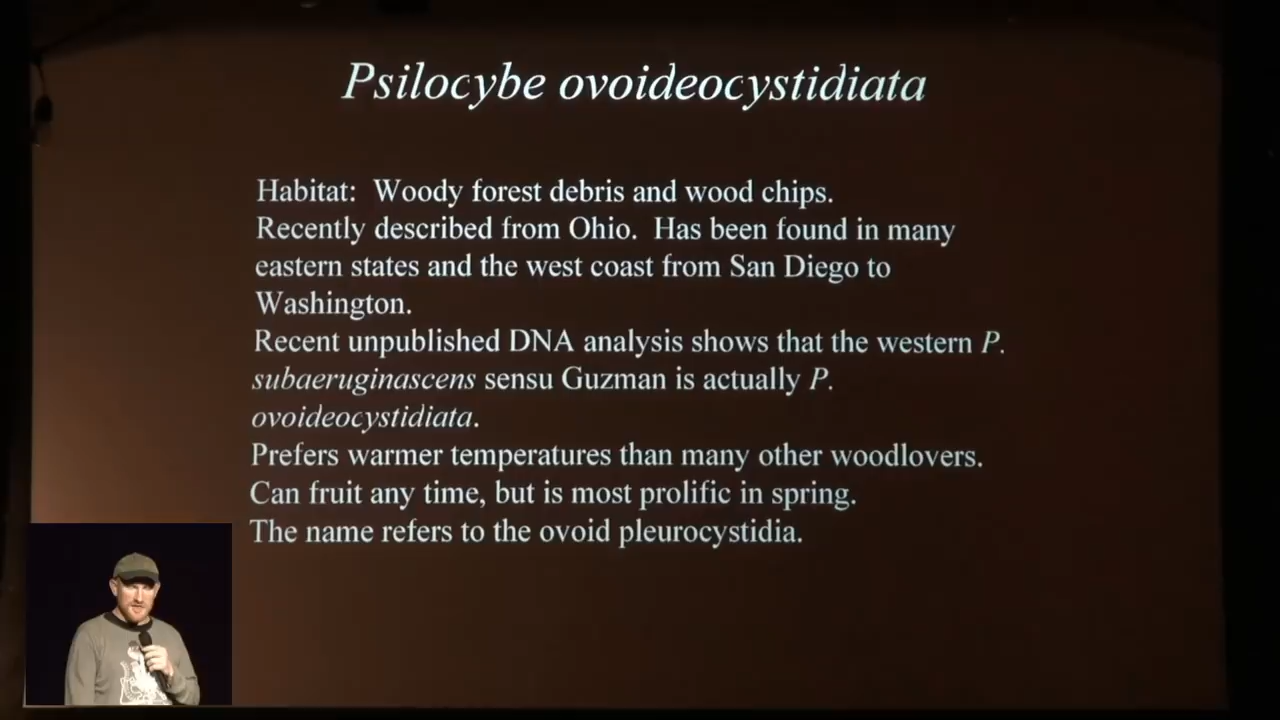 Psilocybe ovoideocystidiata
Habitat: Woody forest debris and wood chips.
Recently described from Ohio. Has been found in many
eastern states and the west coast from San Diego to
Washington.
Recent unpublished DNA analysis shows that the western P.
subaeruginascens sensu Guzman is actually P.
ovoideocystidiata.
Prefers warmer temperatures than many other woodlovers.
Can fruit any time, but is most prolific in spring.
The name refers to the ovoid pleurocystidia.